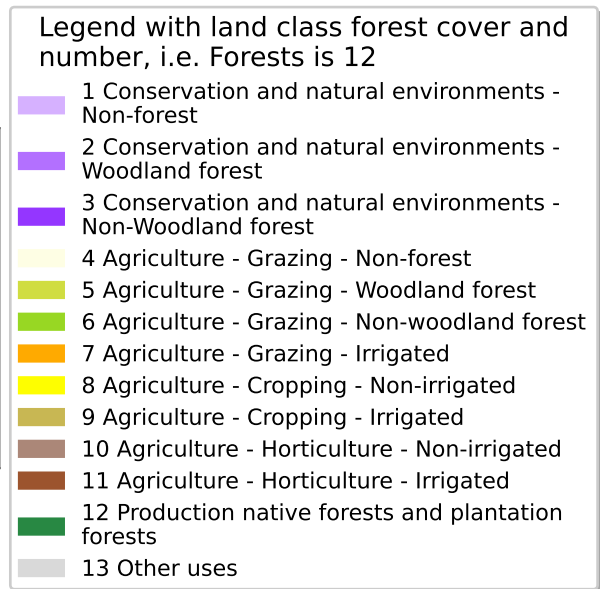 Legend with land class forest cover and
number, i.e. Forests is 12
1 Conservation and natural environments -
Non-forest
2 Conservation and natural environments -
Woodland forest
3 Conservation and natural environments -
Non-Woodland forest
4 Agriculture - Grazing - Non-forest
5 Agriculture - Grazing - Woodland forest
6 Agriculture - Grazing - Non-woodland forest
7 Agriculture - Grazing - Irrigated
8 Agriculture - Cropping - Non-irrigated
9 Agriculture - Cropping - Irrigated
10 Agriculture - Horticulture - Non-irrigated
11 Agriculture - Horticulture - Irrigated
12 Production native forests and plantation
forests
13 Other uses